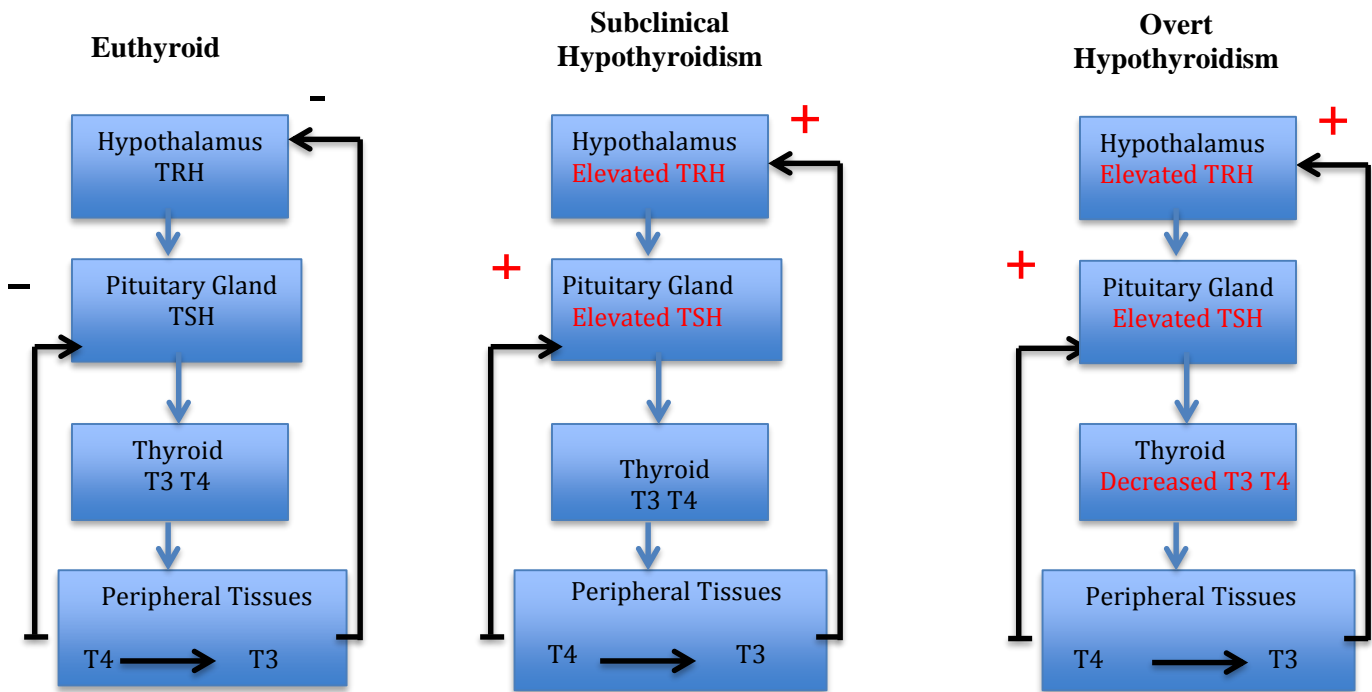 Euthyroid
-
Hypothalamus
TRH
-
Pituitary Gland
TSH
Thyroid
T3 T4
Peripheral Tissues
T4 T3
Subclinical
Hypothyroidism
+
Hypothalamus
Elevated TRH
+
Pituitary Gland
Elevated TSH
Thyroid
T3 T4
Peripheral Tissues
T4 T3
Overt
Hypothyroidism
+
Hypothalamus
Elevated TRH
+
Pituitary Gland
Elevated TSH
Thyroid
Decreased T3 T4
Peripheral Tissues
T4 T3